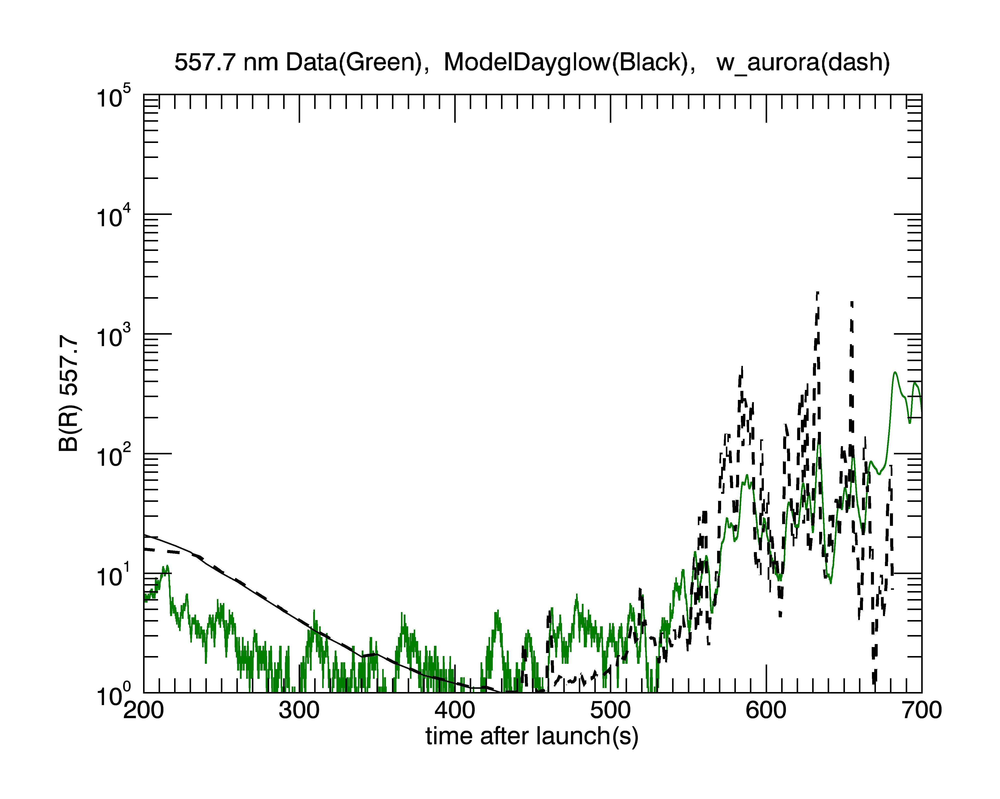 557.7 nm Data(Green),  ModelDayglow(Black),   w_aurora(dash)
10^5
10^4
10^3
10^2
10^1
10^0
B(R) 557.7
200 300 400 500 600 700
time after launch(s)